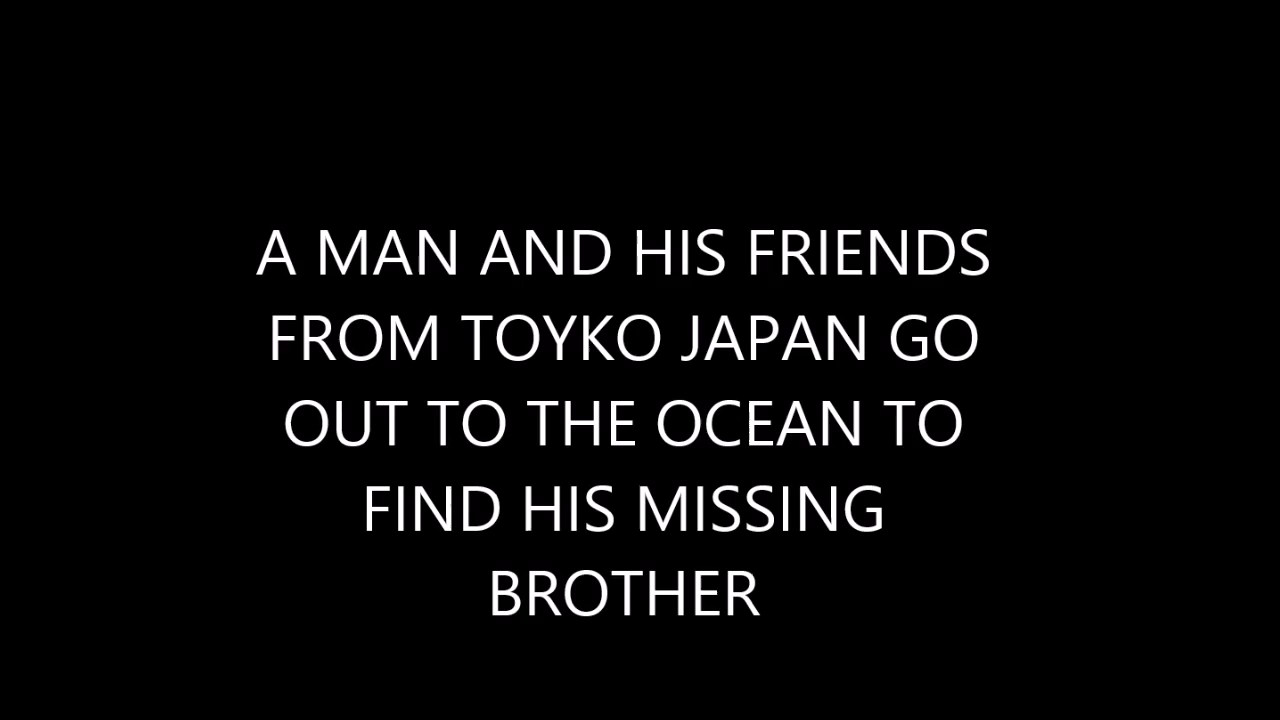 A MAN AND HIS FRIENDS
FROM TOYKO JAPAN GO
OUT TO THE OCEAN TO
FIND HIS MISSING
BROTHER